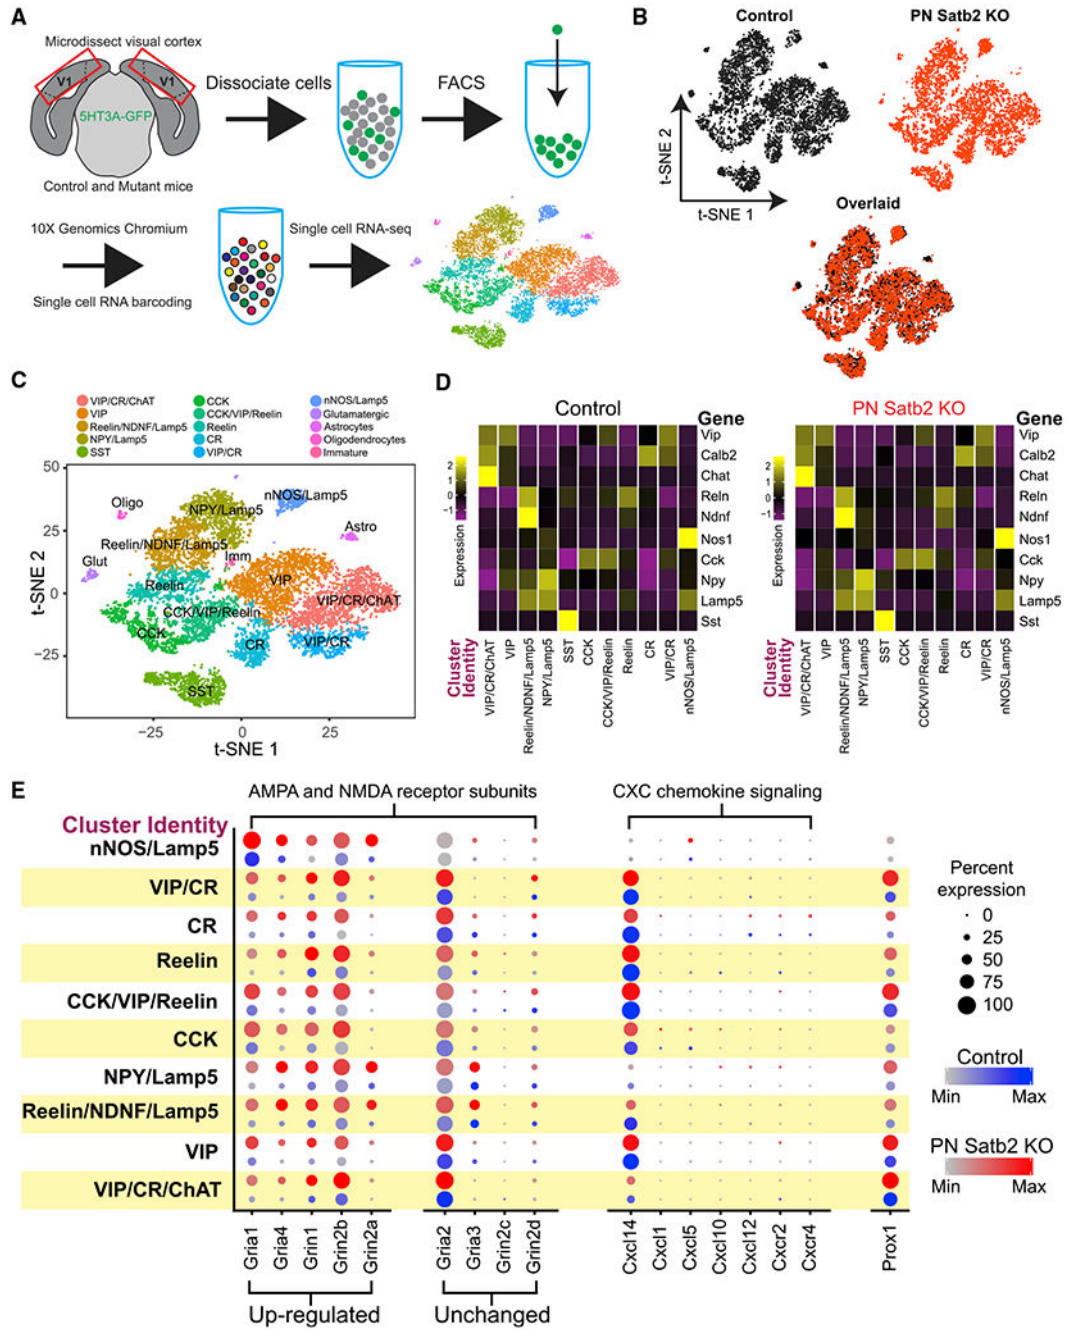 A
Microdissect visual cortex
V1
V1
5HT3A-GFP
Control and Mutant mice
Dissociate cells
FACS
10X Genomics Chromium
Single cell RNA barcoding
Single cell RNA-seq
B
Control
PN Satb2 KO
t-SNE 2
t-SNE 1
Overlaid
C
VIP/CR/ChAT
VIP
Reelin/NDNF/Lamp5
NPY/Lamp5
SST
CCK
CCK/VIP/Reelin
Reelin
CR
VIP/CR
nNOS/Lamp5
Glutamatergic
Astrocytes
Oligodendrocytes
Immature
50
25
0
−25
t-SNE 2
Oligo
NPY/Lamp5
nNOS/Lamp5
Reelin/NDNF/Lamp5
Astro
Glut
Imm
Reelin
VIP
CCK/VIP/Reelin
VIP/CR/ChAT
CCK
CR
VIP/CR
SST
−25
0
25
t-SNE 1
D
Control
Gene
Vip
Calb2
Chat
Reln
Ndnf
Nos1
Cck
Npy
Lamp5
Sst
2
1
0
−1
Expression
Cluster
Identity
VIP/CR/ChAT
VIP
Reelin/NDNF/Lamp5
NPY/Lamp5
SST
CCK
CCK/VIP/Reelin
Reelin
CR
VIP/CR
nNOS/Lamp5
PN Satb2 KO
Gene
Vip
Calb2
Chat
Reln
Ndnf
Nos1
Cck
Npy
Lamp5
Sst
2
1
0
−1
Expression
Cluster
Identity
VIP/CR/ChAT
VIP
Reelin/NDNF/Lamp5
NPY/Lamp5
SST
CCK
CCK/VIP/Reelin
Reelin
CR
VIP/CR
nNOS/Lamp5
E
AMPA and NMDA receptor subunits
CXC chemokine signaling
Cluster Identity
nNOS/Lamp5
VIP/CR
CR
Reelin
CCK/VIP/Reelin
CCK
NPY/Lamp5
Reelin/NDNF/Lamp5
VIP
VIP/CR/ChAT
Gria1
Gria4
Grin1
Grin2b
Grin2a
Gria2
Gria3
Grin2c
Grin2d
Cxcl14
Cxcl1
Cxcl5
Cxcl10
Cxcl12
Cxcr2
Cxcr4
Prox1
Up-regulated
Unchanged
Percent
expression
0
25
50
75
100
Control
Min Max
PN Satb2 KO
Min Max